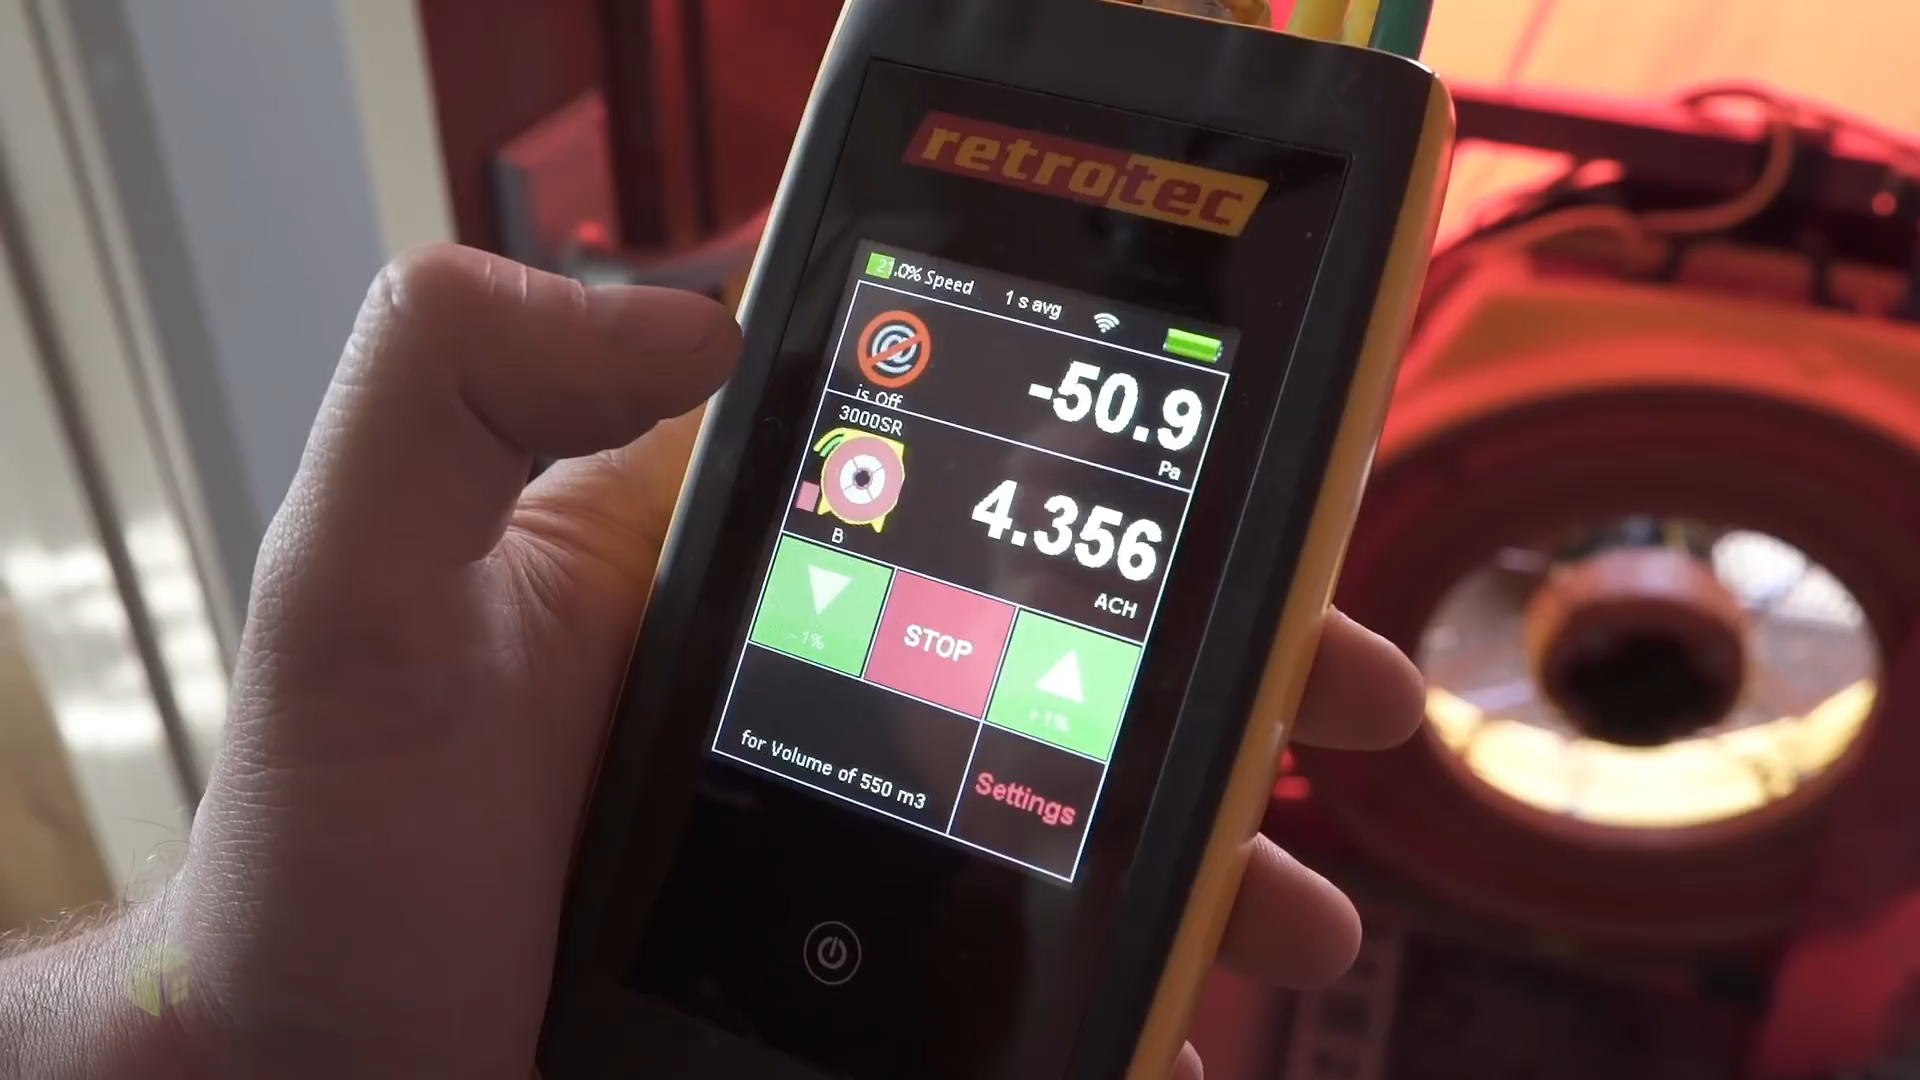 retrotec
21.0% Speed 1 s avg
is Off
-50.9
Pa
3000SR
B
4.356
ACH
- 1%
STOP
+ 1%
for Volume of 550 m3
Settings